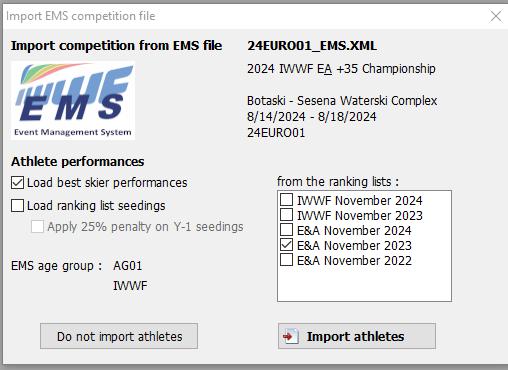 Import EMS competition file
Import competition from EMS file
24EURO01_EMS.XML
IWWF
EMS
Event Management System
2024 IWWF EA +35 Championship
Botaski - Sesena Waterski Complex
8/14/2024 - 8/18/2024
24EURO01
Athlete performances
Load best skier performances
Load ranking list seedings
Apply 25% penalty on Y-1 seedings
EMS age group : AG01
IWWF
from the ranking lists :
IWWF November 2024
IWWF November 2023
E&A November 2024
E&A November 2023
E&A November 2022
Do not import athletes
Import athletes